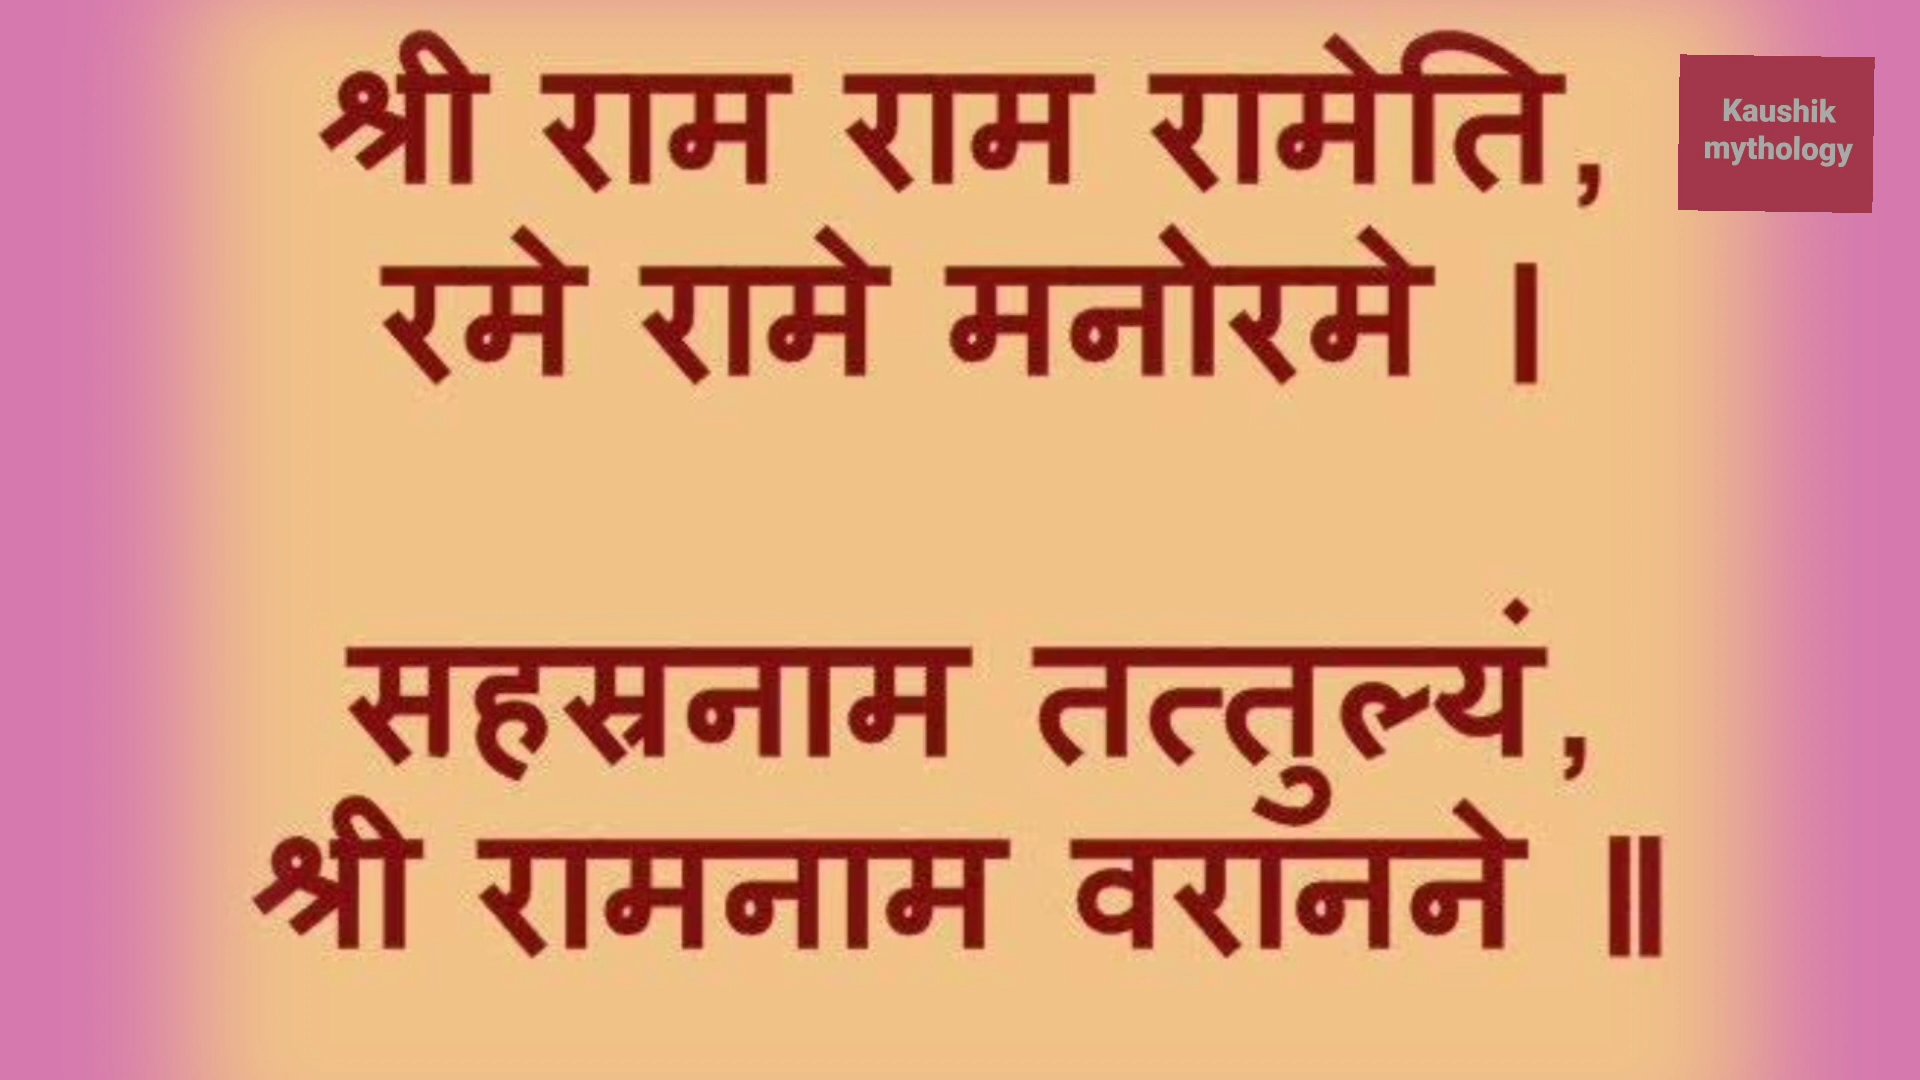 श्री राम राम रामेति,
रमे रामे मनोरमे ।
सहस्रनाम तत्तुल्यं,
श्री रामनाम वरानने ॥
Kaushik
mythology